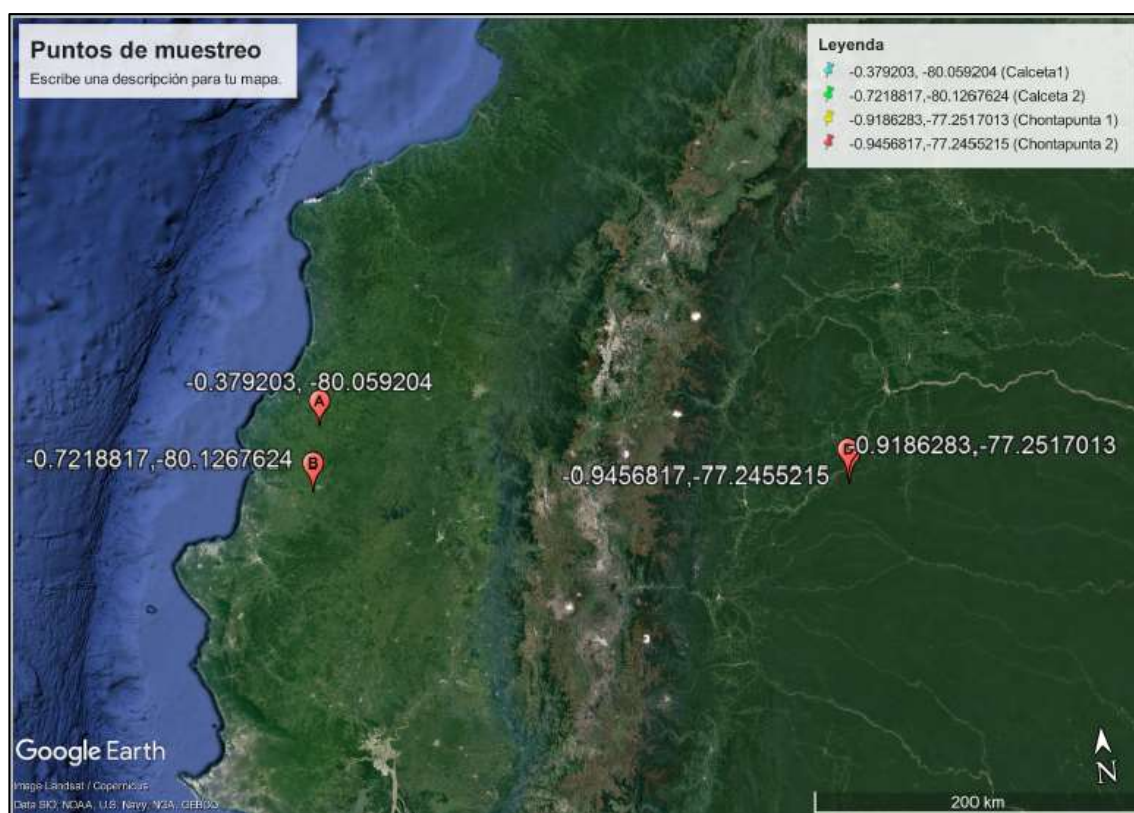 Puntos de muestreo
Escribe una descripción para tu mapa.
Leyenda
-0.379203, -80.059204 (Calceta1)
-0.7218817,-80.1267624 (Calceta 2)
-0.9186283,-77.2517013 (Chontapunta 1)
-0.9456817,-77.2455215 (Chontapunta 2)
-0.379203, -80.059204
A
-0.7218817,-80.1267624
B
-0.9186283,-77.2517013
-0.9456817,-77.2455215
Google Earth
Image Landsat / Copernicus
Data SIO, NOAA, U.S. Navy, NGA, GEBCO
N
200 km